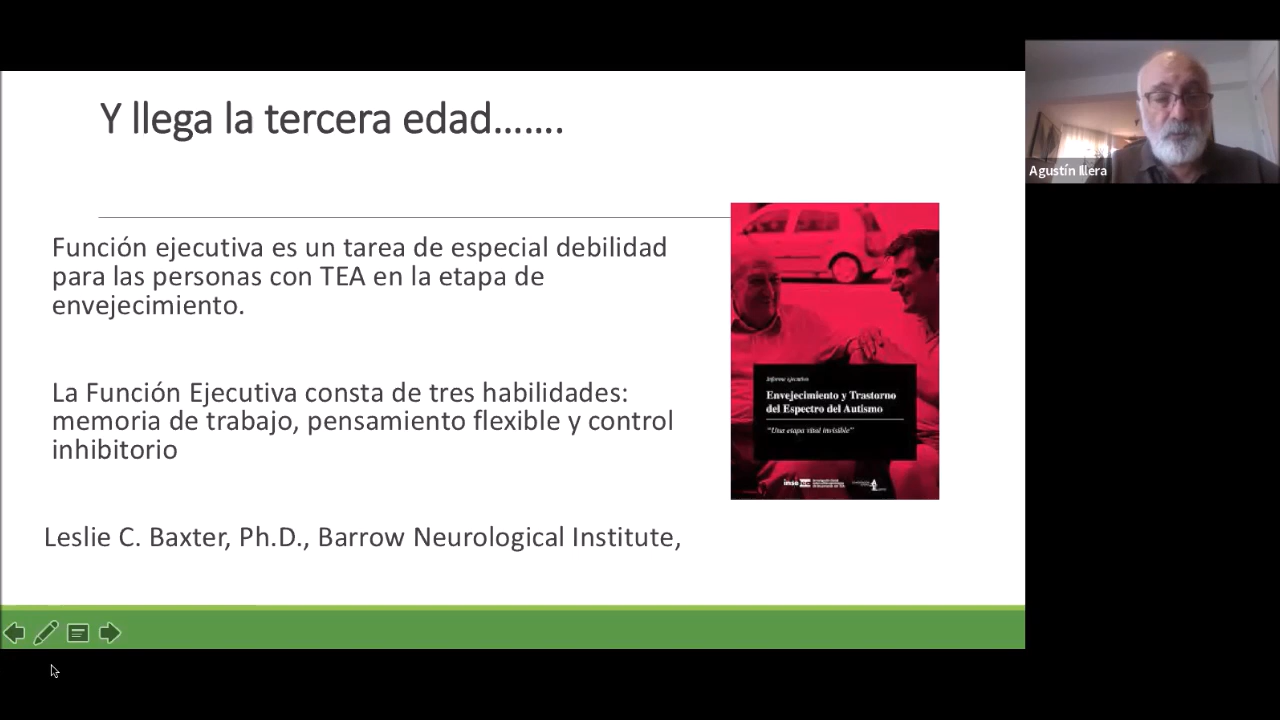 Y llega la tercera edad.......
Función ejecutiva es un tarea de especial debilidad
para las personas con TEA en la etapa de
envejecimiento.
La Función Ejecutiva consta de tres habilidades:
memoria de trabajo, pensamiento flexible y control
inhibitorio
Leslie C. Baxter, Ph.D., Barrow Neurological Institute,
Informe ejecutivo
Envejecimiento y Trastorno
del Espectro del Autismo
"Una etapa vital invisible"
Agustín Illera